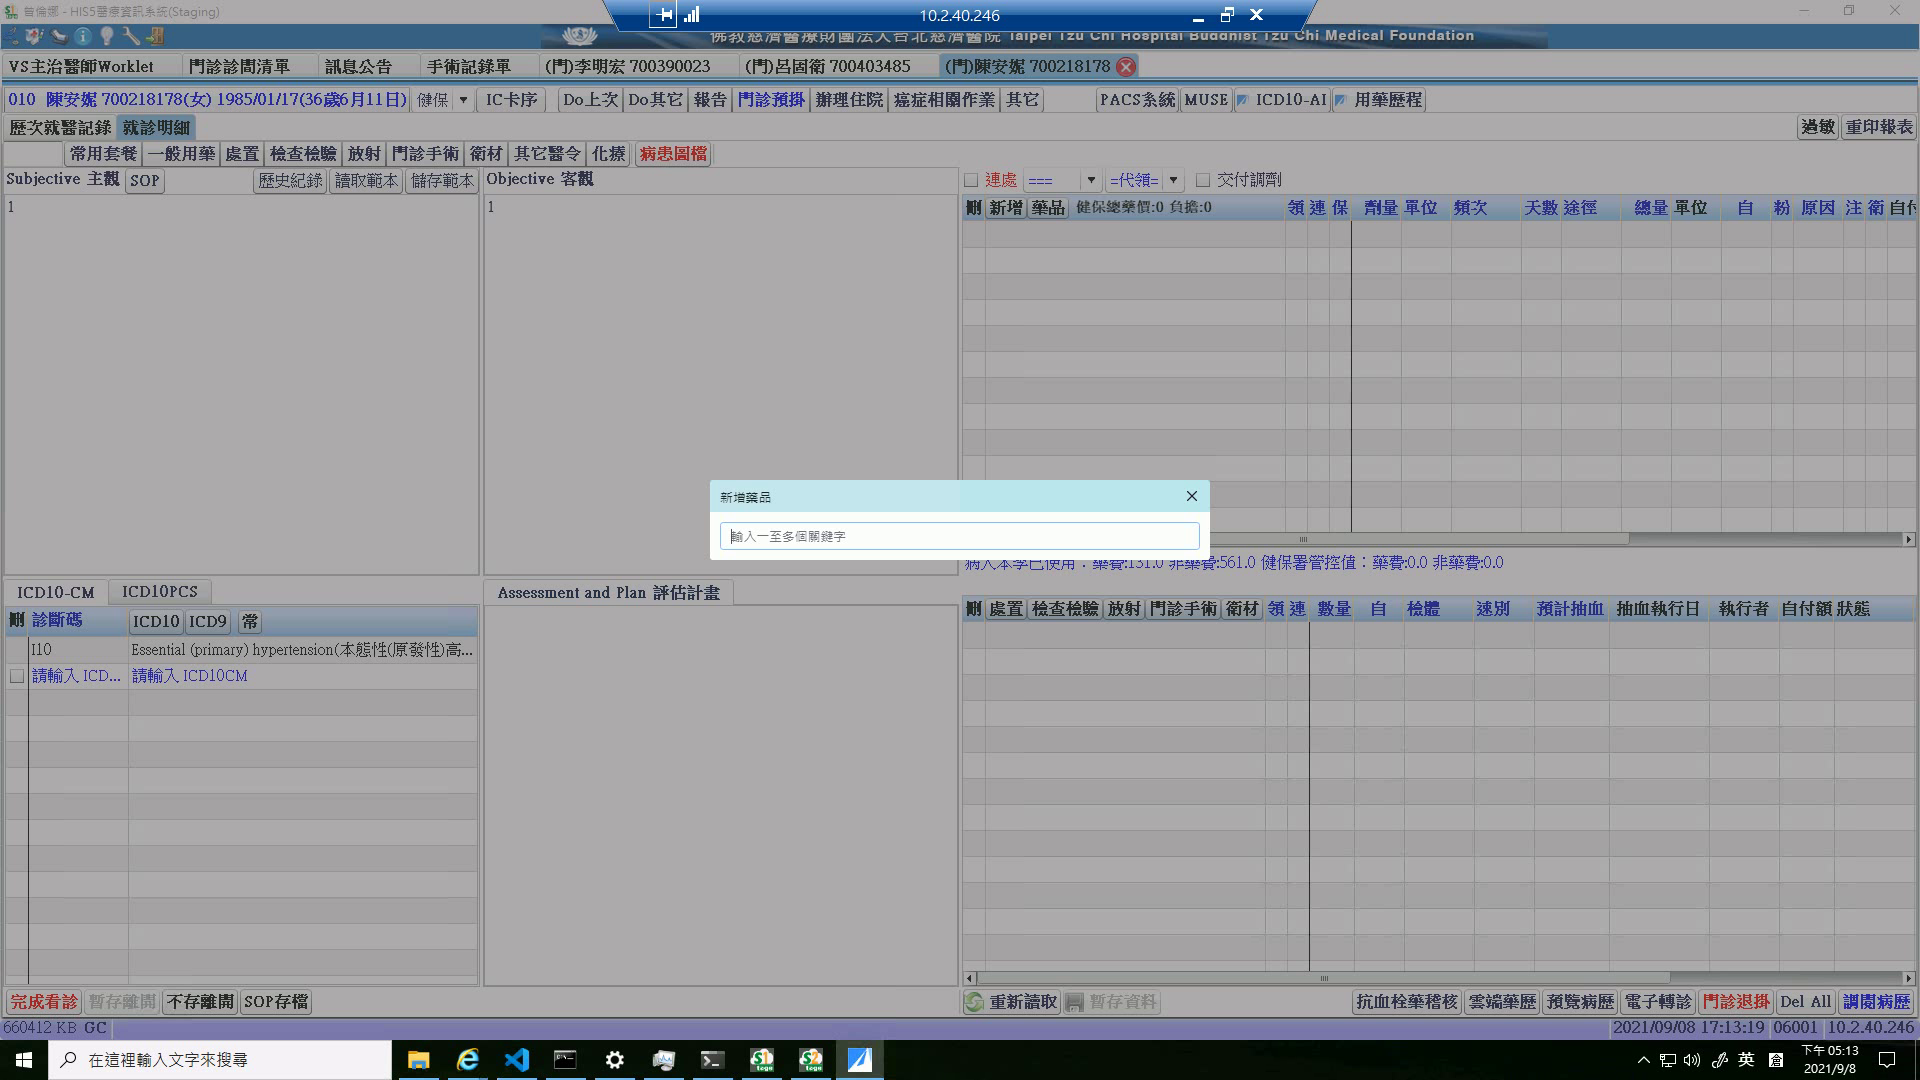 曾倫娜 - HIS5醫療資訊系統(Staging)
10.2.40.246
佛教慈濟醫療財團法人台北慈濟醫院 Taipei Tzu Chi Hospital Buddhist Tzu Chi Medical Foundation
VS主治醫師Worklet 門診診間清單 訊息公告 手術記錄單 (門)李明宏 700390023 (門)呂固衛 700403485 (門)陳安妮 700218178
010 陳安妮 700218178(女) 1985/01/17(36歲6月11日) 健保 IC卡序 Do上次 Do其它 報告 門診預掛 辦理住院 癌症相關作業 其它 PACS系統 MUSE ICD10-AI 用藥歷程
歷次就醫記錄 就診明細 過敏 重印報表
常用套餐 一般用藥 處置 檢查檢驗 放射 門診手術 衛材 其它醫令 化療 病患圖檔
Subjective 主觀 SOP 歷史紀錄 讀取範本 儲存範本 Objective 客觀 連處 === =代領= 交付調劑
1 1
刪 新增 藥品 健保總藥價:0 負擔:0 領 連 保 劑量 單位 頻次 天數 途徑 總量 單位 自 粉 原因 注 衛 自付
新增藥品
輸入一至多個關鍵字
病人本季已使用：藥費:131.0 非藥費:561.0 健保署管控值：藥費:0.0 非藥費:0.0
ICD10-CM ICD10PCS Assessment and Plan 評估計畫
刪 處置 檢查檢驗 放射 門診手術 衛材 領 連 數量 自 檢體 速別 預計抽血 抽血執行日 執行者 自付額 狀態
刪 診斷碼 ICD10 ICD9 常
I10 Essential (primary) hypertension(本態性(原發性)高...
請輸入 ICD... 請輸入 ICD10CM
完成看診 暫存離開 不存離開 SOP存檔 重新讀取 暫存資料 抗血栓藥稽核 雲端藥歷 預覽病歷 電子轉診 門診退掛 Del All 調閱病歷
660412 KB GC 2021/09/08 17:13:19 06001 10.2.40.246
在這裡輸入文字來搜尋
英
下午 05:13
2021/9/8